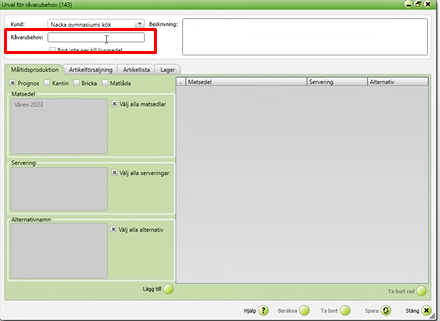 Urval för råvarubehov (143)
Kund: Nacka gymnasiums kök Beskrivning:
Råvarubehov:
Bryt inte ner till livsmedel
Måltidsproduktion Artikelförsäljning Artikellista Lager
Prognos Kantin Bricka Matlåda
Matsedel Servering Alternativ
Matsedel
Våren 2023 Välj alla matsedlar
Servering
Välj alla serveringar
Alternativnamn
Välj alla alternativ
Lägg till Ta bort rad
Hjälp Beräkna Ta bort Spara Stäng